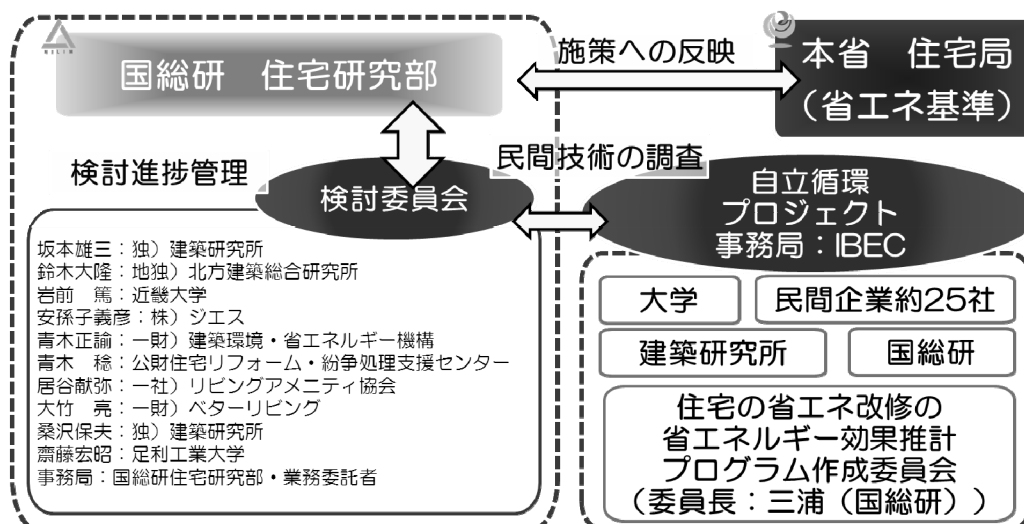 NILIM
国総研 住宅研究部
施策への反映
本省 住宅局
(省エネ基準)
検討進捗管理
検討委員会
民間技術の調査
自立循環
プロジェクト
事務局:IBEC
坂本雄三:独)建築研究所
鈴木大隆:地独)北方建築総合研究所
岩前 篤:近畿大学
安孫子義彦:株)ジエス
青木正諭:一財)建築環境・省エネルギー機構
青木 稔:公財住宅リフォーム・紛争処理支援センター
居谷献弥:一社)リビングアメニティ協会
大竹 亮:一財)ベターリビング
桑沢保夫:独)建築研究所
齋藤宏昭:足利工業大学
事務局:国総研住宅研究部・業務委託者
大学
民間企業約25社
建築研究所
国総研
住宅の省エネ改修の
省エネルギー効果推計
プログラム作成委員会
(委員長:三浦(国総研))